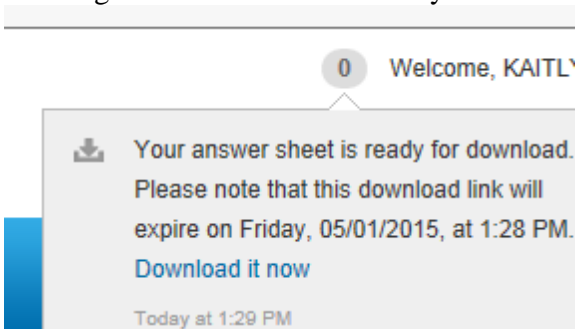 0 Welcome, KAITLY
Your answer sheet is ready for download.
Please note that this download link will
expire on Friday, 05/01/2015, at 1:28 PM.
Download it now
Today at 1:29 PM